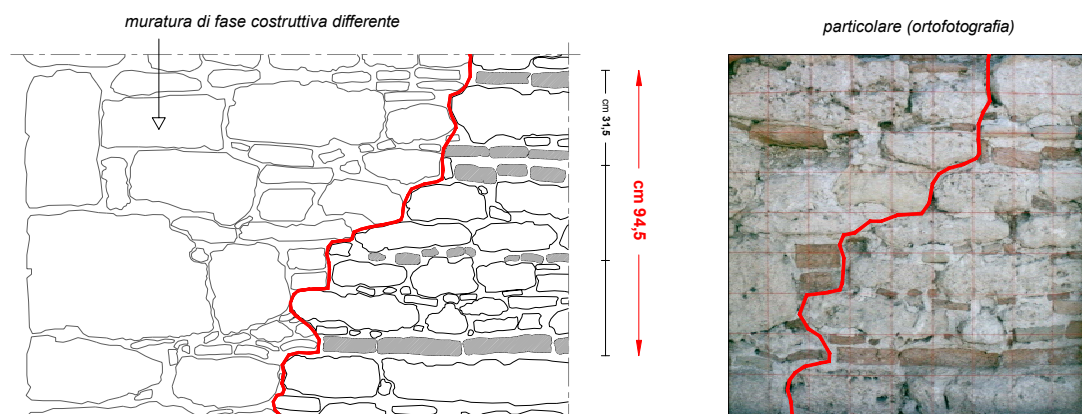 muratura di fase costruttiva differente
particolare (ortofotografia)
cm 31,5
cm 94,5